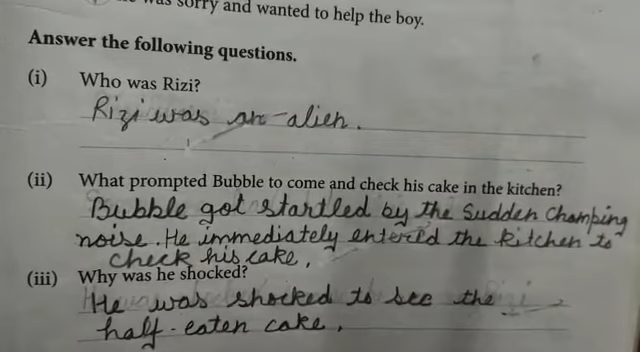 was sorry and wanted to help the boy.
Answer the following questions.
(i) Who was Rizi?
Rizi was an alien.
(ii) What prompted Bubble to come and check his cake in the kitchen?
Bubble got startled by the Sudden Chomping
noise. He immediately entered the kitchen to
check his cake.
(iii) Why was he shocked?
He was shocked to see the
half-eaten cake.